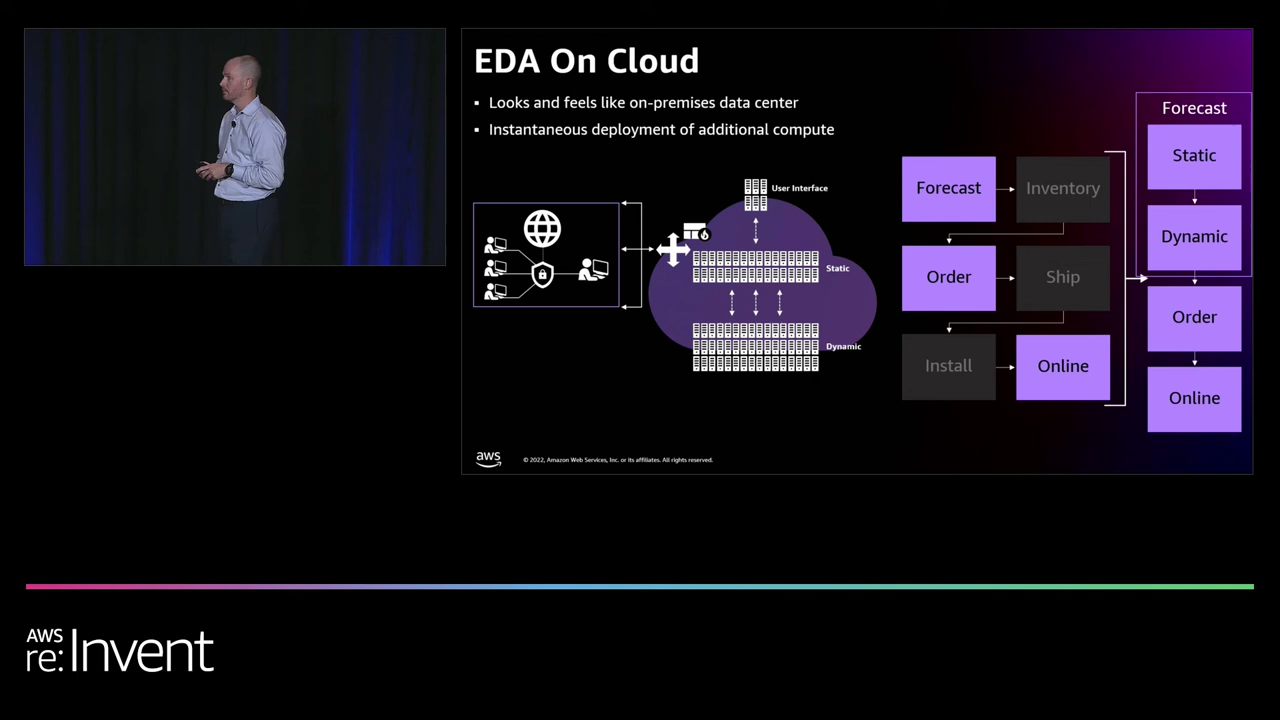 EDA On Cloud
▪ Looks and feels like on-premises data center
▪ Instantaneous deployment of additional compute
User Interface
Static
Dynamic
Forecast
Inventory
Order
Ship
Install
Online
Forecast
Static
Dynamic
Order
Online
aws
© 2022, Amazon Web Services, Inc. or its affiliates. All rights reserved.
AWS
re:Invent